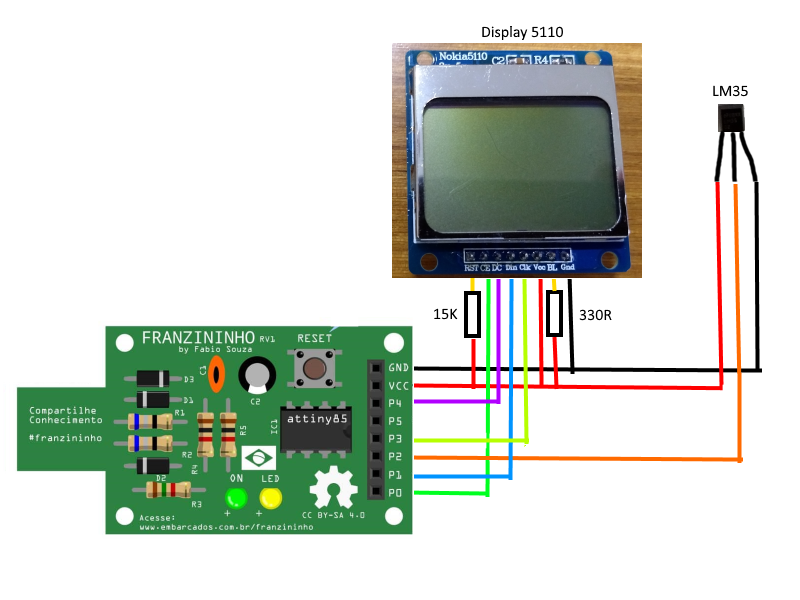 Display 5110
Nokia5110
C2
R4
LM35
RST CE DC Din Clk Vcc BL Gnd
15K
330R
FRANZININHO RV1
by Fabio Souza
RESET
C1
C2
D3
D1
R1
R5
R2
R4
D2
R3
IC1
attiny85
Compartilhe
Conhecimento
#franzininho
ON
LED
+
+
CC BY-SA 4.0
Acesse:
www.embarcados.com.br/franzininho
GND
VCC
P4
P5
P3
P2
P1
P0